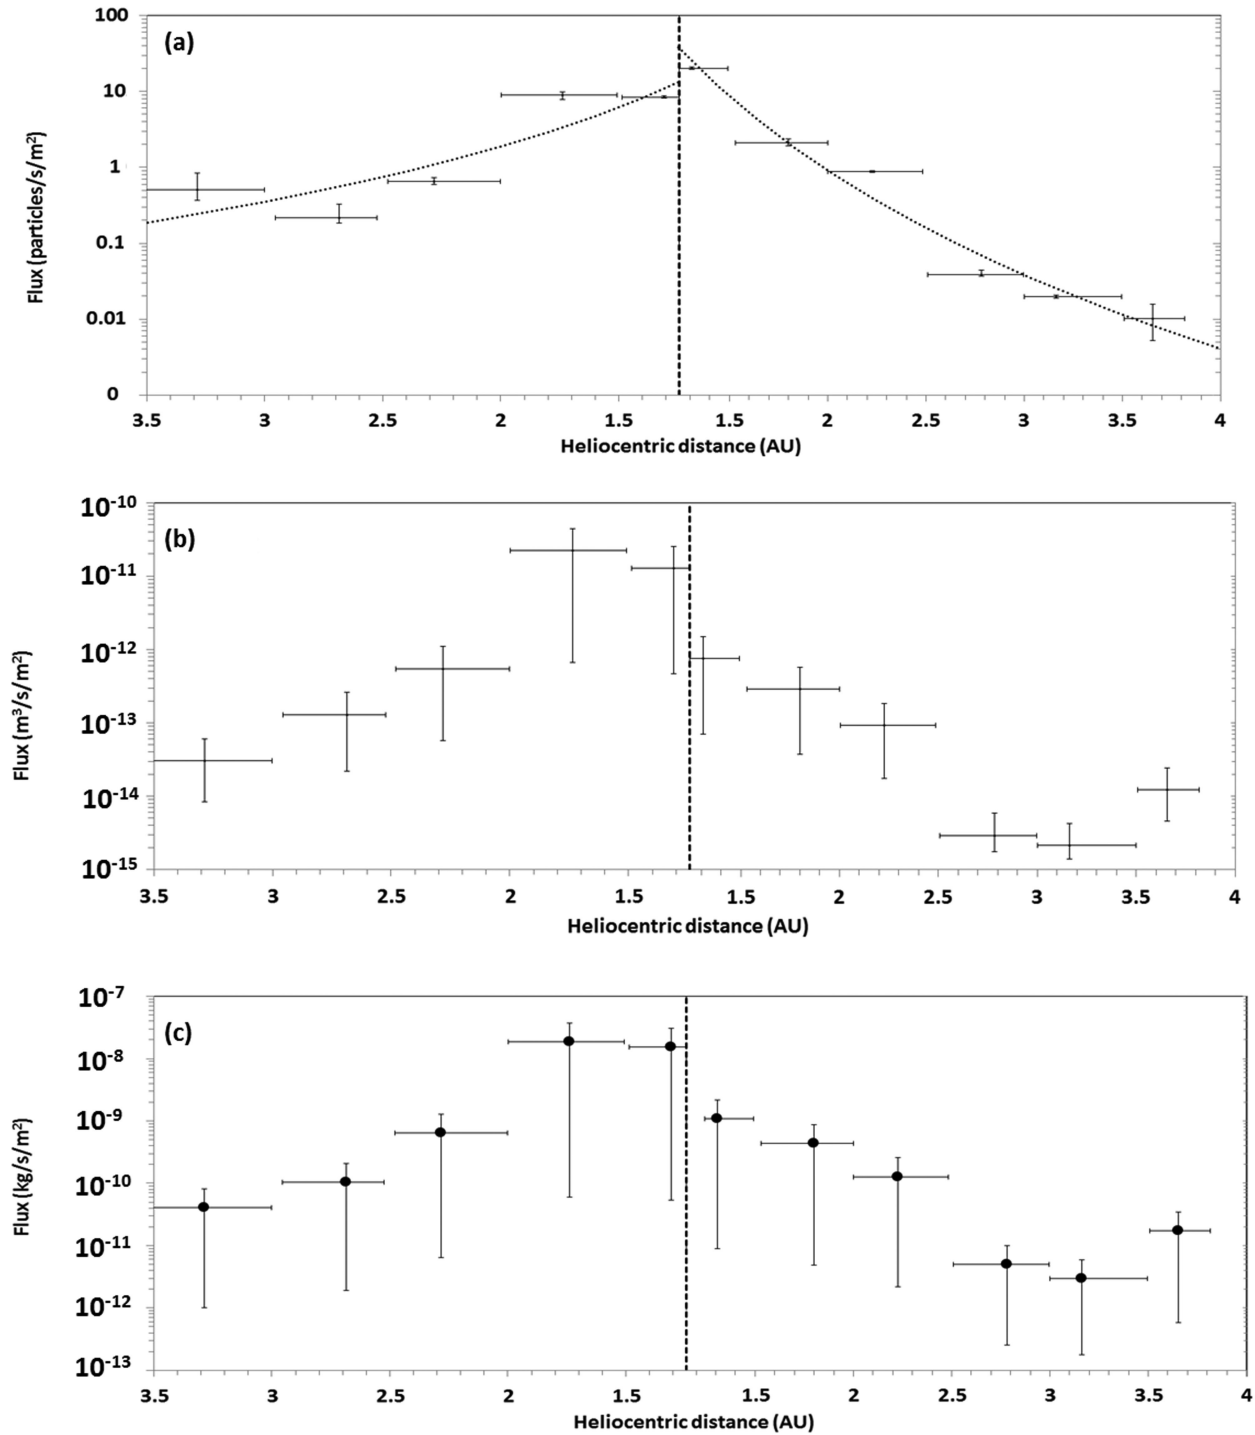 (a)
Flux (particles/s/m²)
100
10
1
0.1
0.01
0
3.5 3 2.5 2 1.5 1.5 2 2.5 3 3.5 4
Heliocentric distance (AU)
(b)
Flux (m³/s/m²)
10⁻¹⁰
10⁻¹¹
10⁻¹²
10⁻¹³
10⁻¹⁴
10⁻¹⁵
3.5 3 2.5 2 1.5 1.5 2 2.5 3 3.5 4
Heliocentric distance (AU)
(c)
Flux (kg/s/m²)
10⁻⁷
10⁻⁸
10⁻⁹
10⁻¹⁰
10⁻¹¹
10⁻¹²
10⁻¹³
3.5 3 2.5 2 1.5 1.5 2 2.5 3 3.5 4
Heliocentric distance (AU)